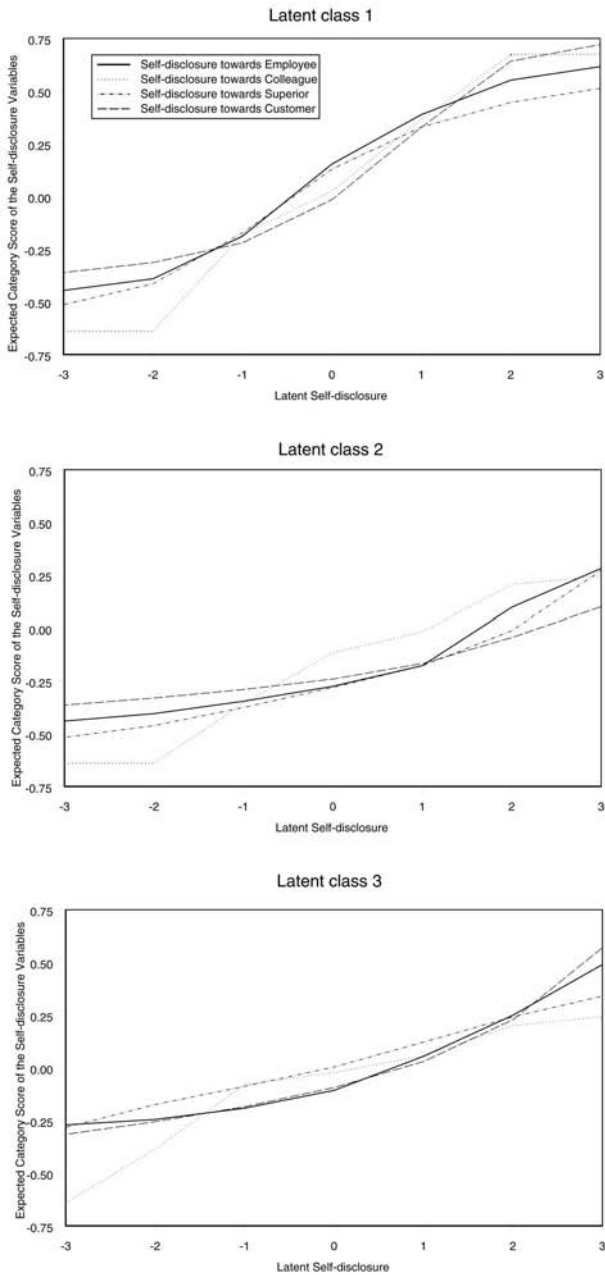 Latent class 1
Expected Category Score of the Self-disclosure Variables
0.75
0.50
0.25
0.00
-0.25
-0.50
-0.75
Self-disclosure towards Employee
Self-disclosure towards Colleague
Self-disclosure towards Superior
Self-disclosure towards Customer
-3 -2 -1 0 1 2 3
Latent Self-disclosure
Latent class 2
Expected Category Score of the Self-disclosure Variables
0.75
0.50
0.25
0.00
-0.25
-0.50
-0.75
-3 -2 -1 0 1 2 3
Latent Self-disclosure
Latent class 3
Expected Category Score of the Self-disclosure Variables
0.75
0.50
0.25
0.00
-0.25
-0.50
-0.75
-3 -2 -1 0 1 2 3
Latent Self-disclosure